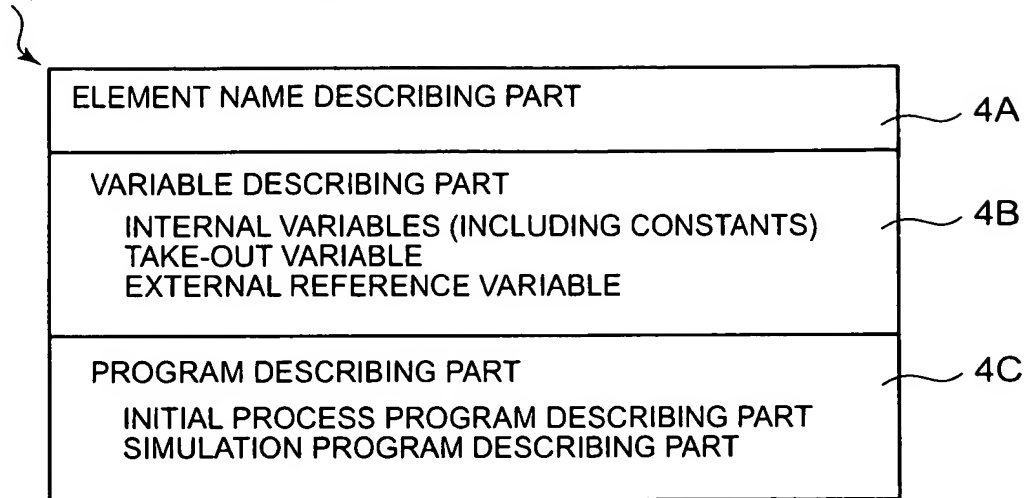 ELEMENT NAME DESCRIBING PART
4A
VARIABLE DESCRIBING PART
INTERNAL VARIABLES (INCLUDING CONSTANTS)
TAKE-OUT VARIABLE
EXTERNAL REFERENCE VARIABLE
4B
PROGRAM DESCRIBING PART
INITIAL PROCESS PROGRAM DESCRIBING PART
SIMULATION PROGRAM DESCRIBING PART
4C